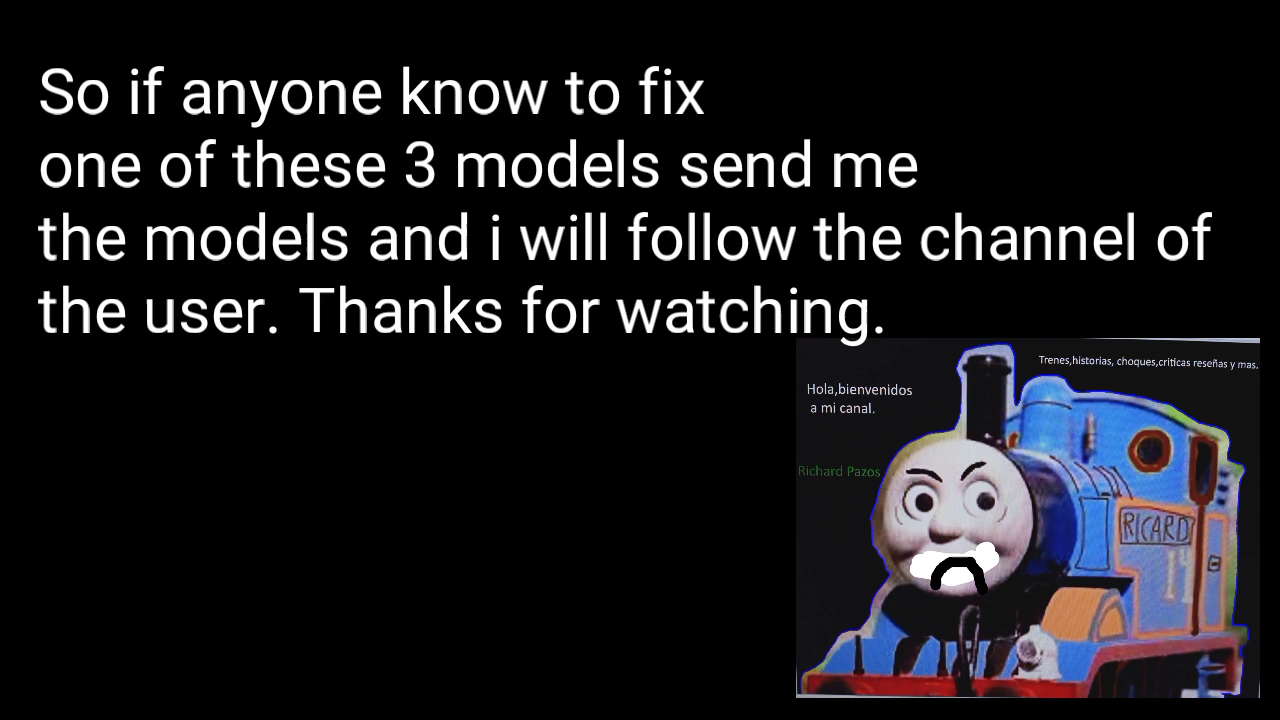 So if anyone know to fix
one of these 3 models send me
the models and i will follow the channel of
the user. Thanks for watching.
Trenes,historias, choques,criticas reseñas y mas.
Hola,bienvenidos
a mi canal.
Richard Pazos
RICARD